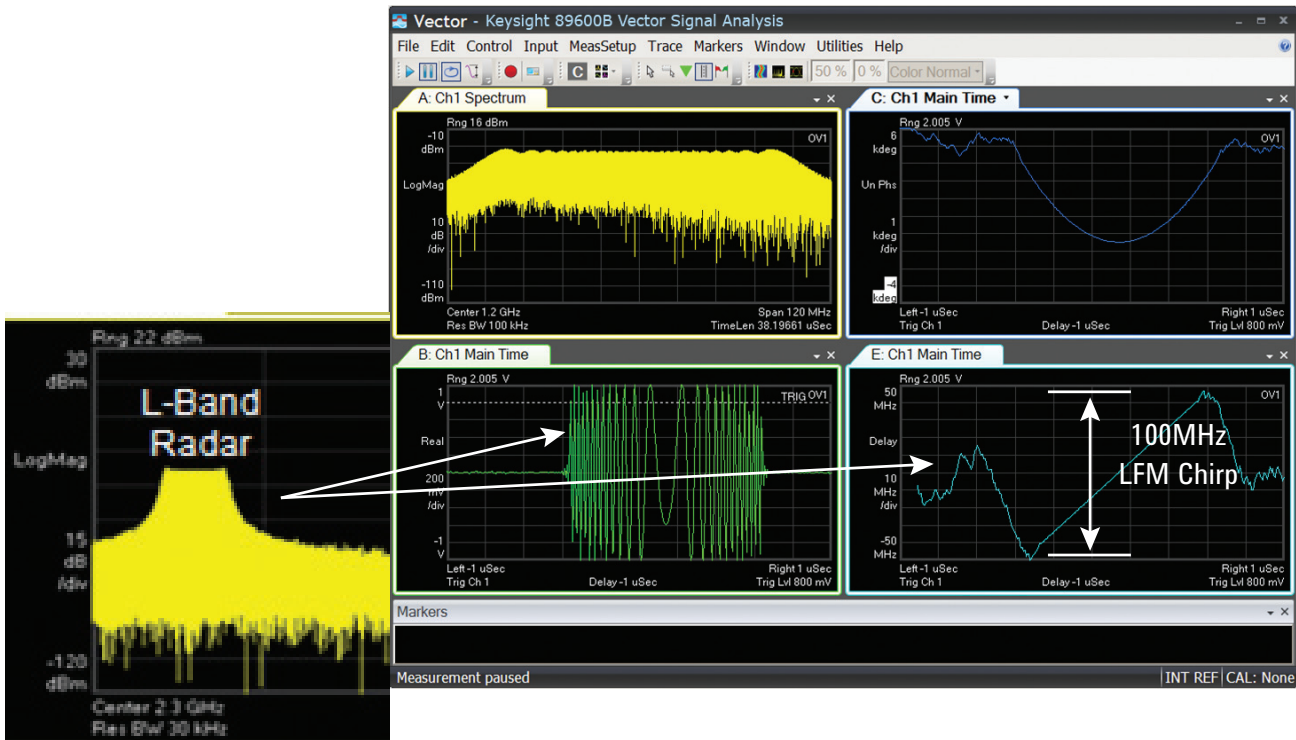 Vector - Keysight 89600B Vector Signal Analysis
File Edit Control Input MeasSetup Trace Markers Window Utilities Help
C 50 % 0 % Color Normal
A: Ch1 Spectrum
Rng 16 dBm
-10
dBm
OV1
LogMag
10
dB
/div
-110
dBm
Center 1.2 GHz
Span 120 MHz
Res BW 100 kHz
TimeLen 38.19661 uSec
C: Ch1 Main Time
Rng 2.005 V
6
kdeg
OV1
Un Phs
1
kdeg
/div
-4
kdeg
Left -1 uSec
Right 1 uSec
Trig Ch 1
Delay -1 uSec
Trig Lvl 800 mV
B: Ch1 Main Time
Rng 2.005 V
1
V
TRIG OV1
Real
200
mV
/div
-1
V
Left -1 uSec
Right 1 uSec
Trig Ch 1
Delay -1 uSec
Trig Lvl 800 mV
E: Ch1 Main Time
Rng 2.005 V
50
MHz
OV1
Delay
10
MHz
/div
-50
MHz
100MHz
LFM Chirp
Left -1 uSec
Right 1 uSec
Trig Ch 1
Delay -1 uSec
Trig Lvl 800 mV
Markers
Measurement paused
INT REF CAL: None
Rng 22 dBm
30
dBm
L-Band
Radar
LogMag
15
dB
/div
-120
dBm
Center 2.3 GHz
Res BW 30 kHz